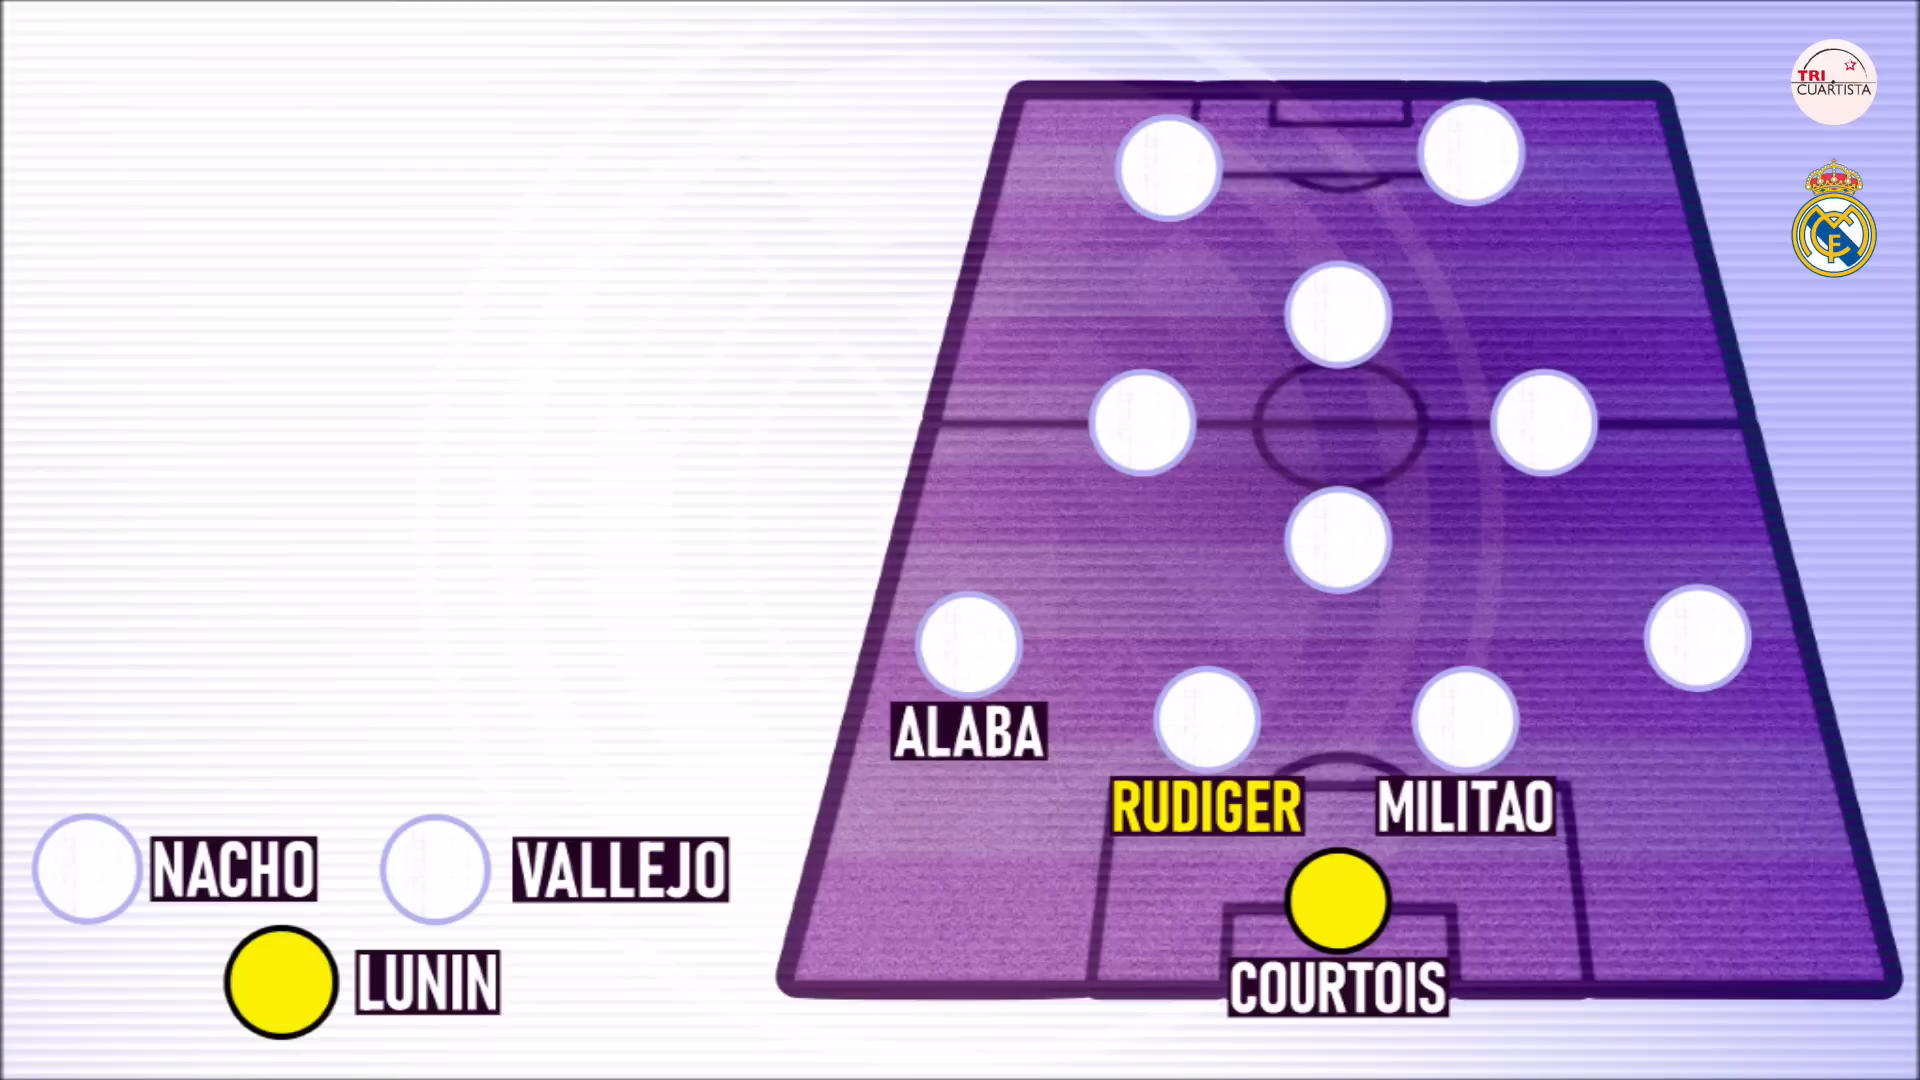 TRI
CUARTISTA
ALABA
RUDIGER
MILITAO
NACHO
VALLEJO
LUNIN
COURTOIS